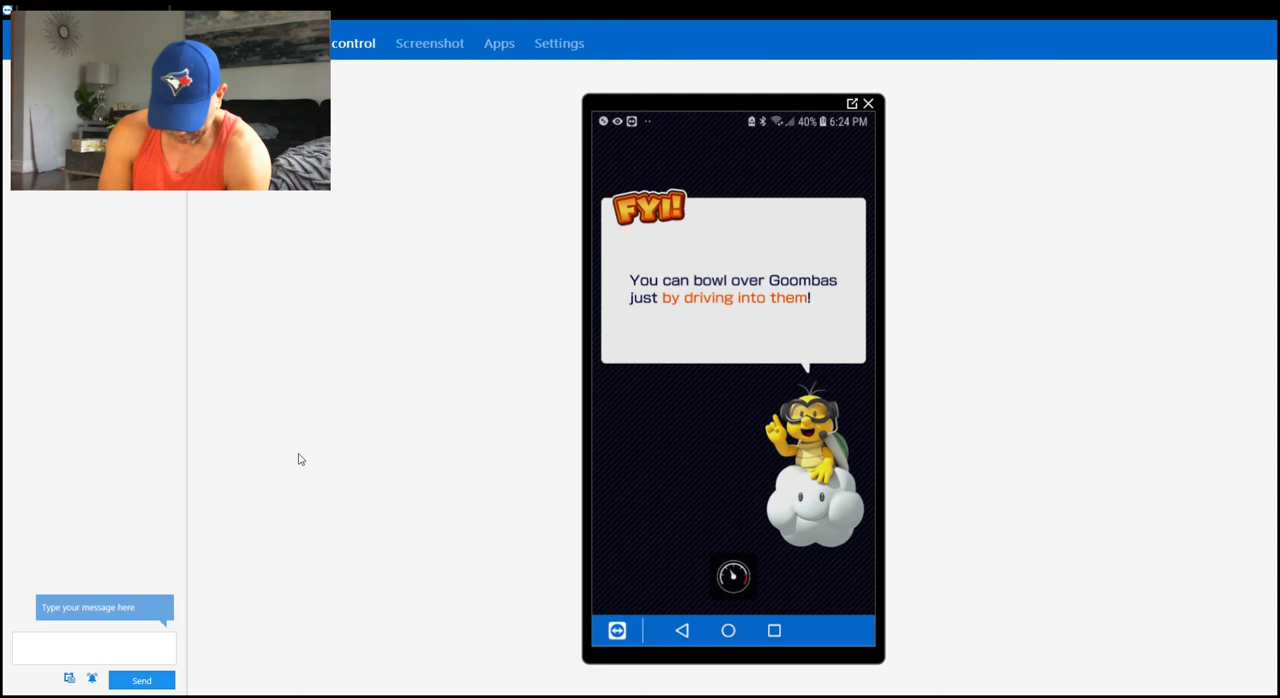 control
Screenshot
Apps
Settings
40%
6:24 PM
FYI!
You can bowl over Goombas
just by driving into them!
Type your message here
Send